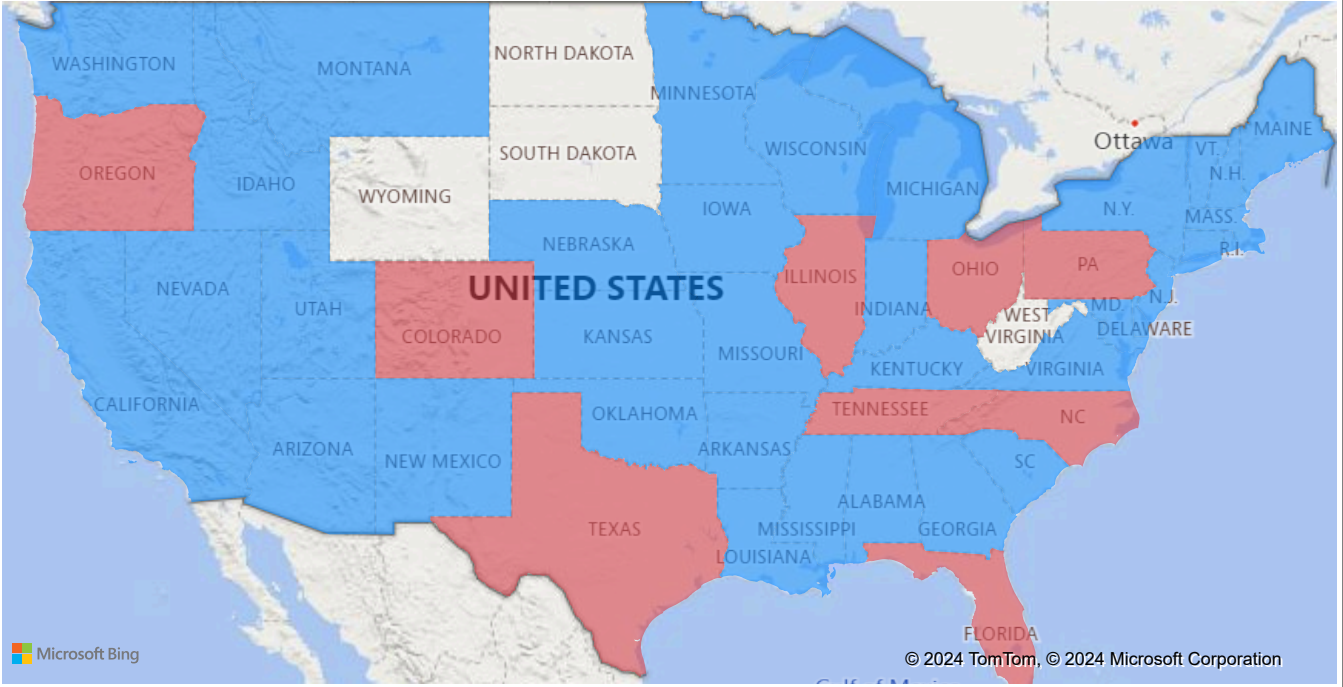 NORTH DAKOTA
WASHINGTON
MONTANA
MINNESOTA
MAINE
Ottawa
WISCONSIN
VT.
SOUTH DAKOTA
OREGON
N.H.
IDAHO
MICHIGAN
WYOMING
IOWA
N.Y.
MASS.
NEBRASKA
R.I.
OHIO
PA
ILLINOIS
NEVADA
UNITED STATES
N.J.
MD.
UTAH
INDIANA
WEST
VIRGINIA
DELAWARE
COLORADO
KANSAS
MISSOURI
KENTUCKY
VIRGINIA
CALIFORNIA
TENNESSEE
OKLAHOMA
NC
ARIZONA
ARKANSAS
NEW MEXICO
SC
ALABAMA
TEXAS
MISSISSIPPI
GEORGIA
LOUISIANA
FLORIDA
Microsoft Bing
© 2024 TomTom, © 2024 Microsoft Corporation